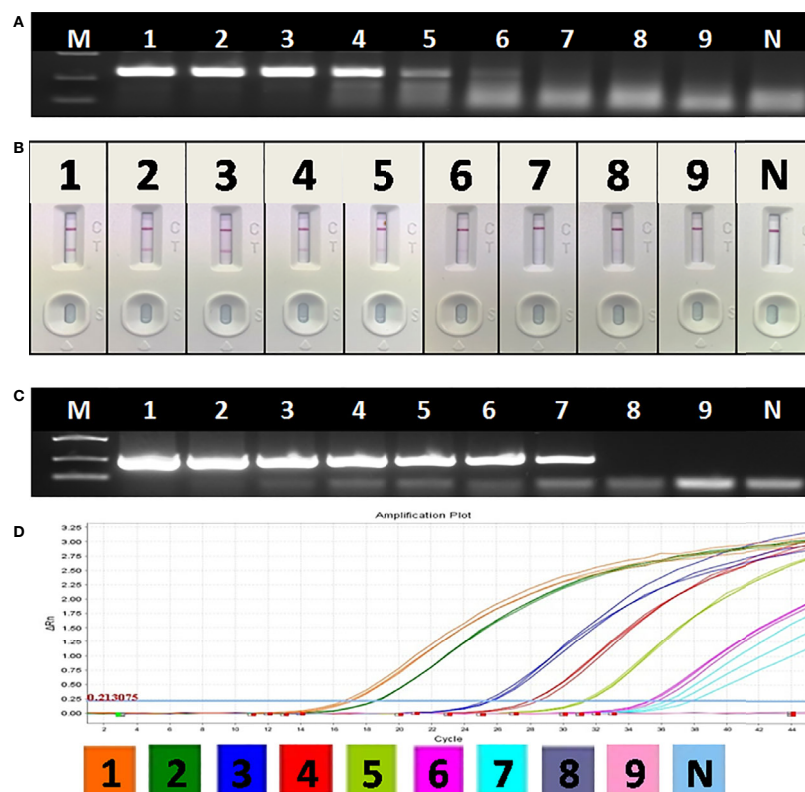 A
M 1 2 3 4 5 6 7 8 9 N
B
1 2 3 4 5 6 7 8 9 N
C C C C C C C C C C
T T T T T T T T T T
S S S S S S S S S S
C
M 1 2 3 4 5 6 7 8 9 N
D
Amplification Plot
3.25
3.00
2.75
2.50
2.25
2.00
1.75
1.50
1.25
1.00
0.75
0.50
0.25
0.00
ΔRn
0.213075
2 4 6 8 10 12 14 16 18 20 22 24 26 28 30 32 34 36 38 40 42 44
Cycle
1 2 3 4 5 6 7 8 9 N